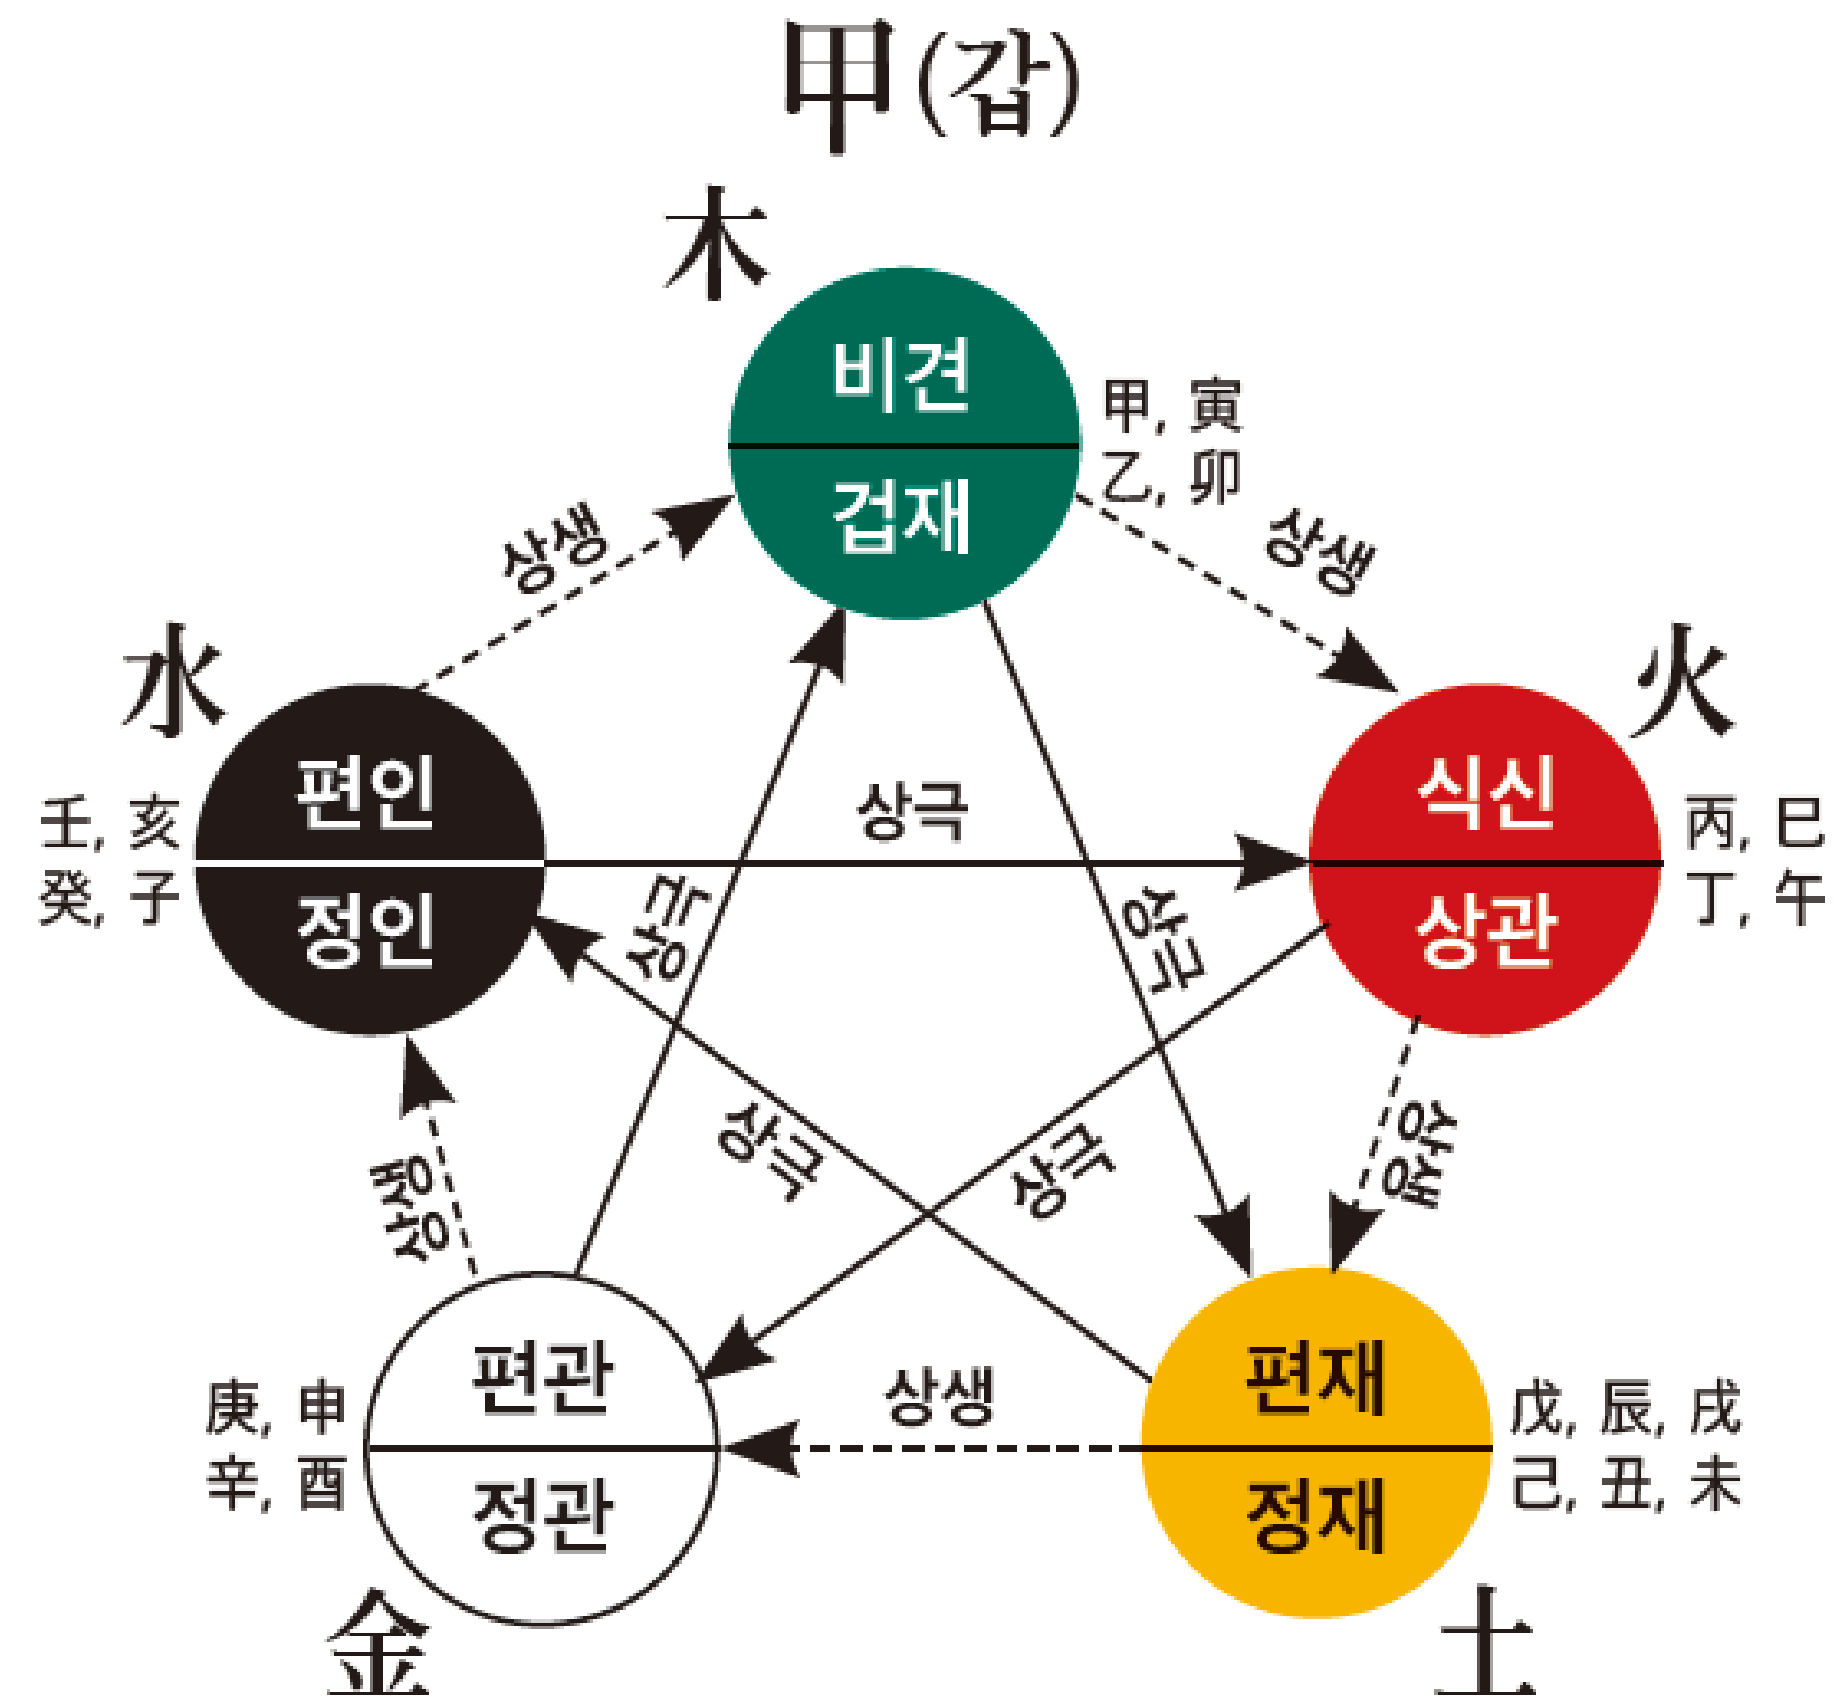 甲(갑)
木
비견
겁재
甲, 寅
乙, 卯
상생
상생
水
火
편인
정인
壬, 亥
癸, 子
상극
식신
상관
丙, 巳
丁, 午
상극
상극
상극
상극
상생
상생
편관
정관
庚, 申
辛, 酉
상생
편재
정재
戊, 辰, 戌
己, 丑, 未
金
土